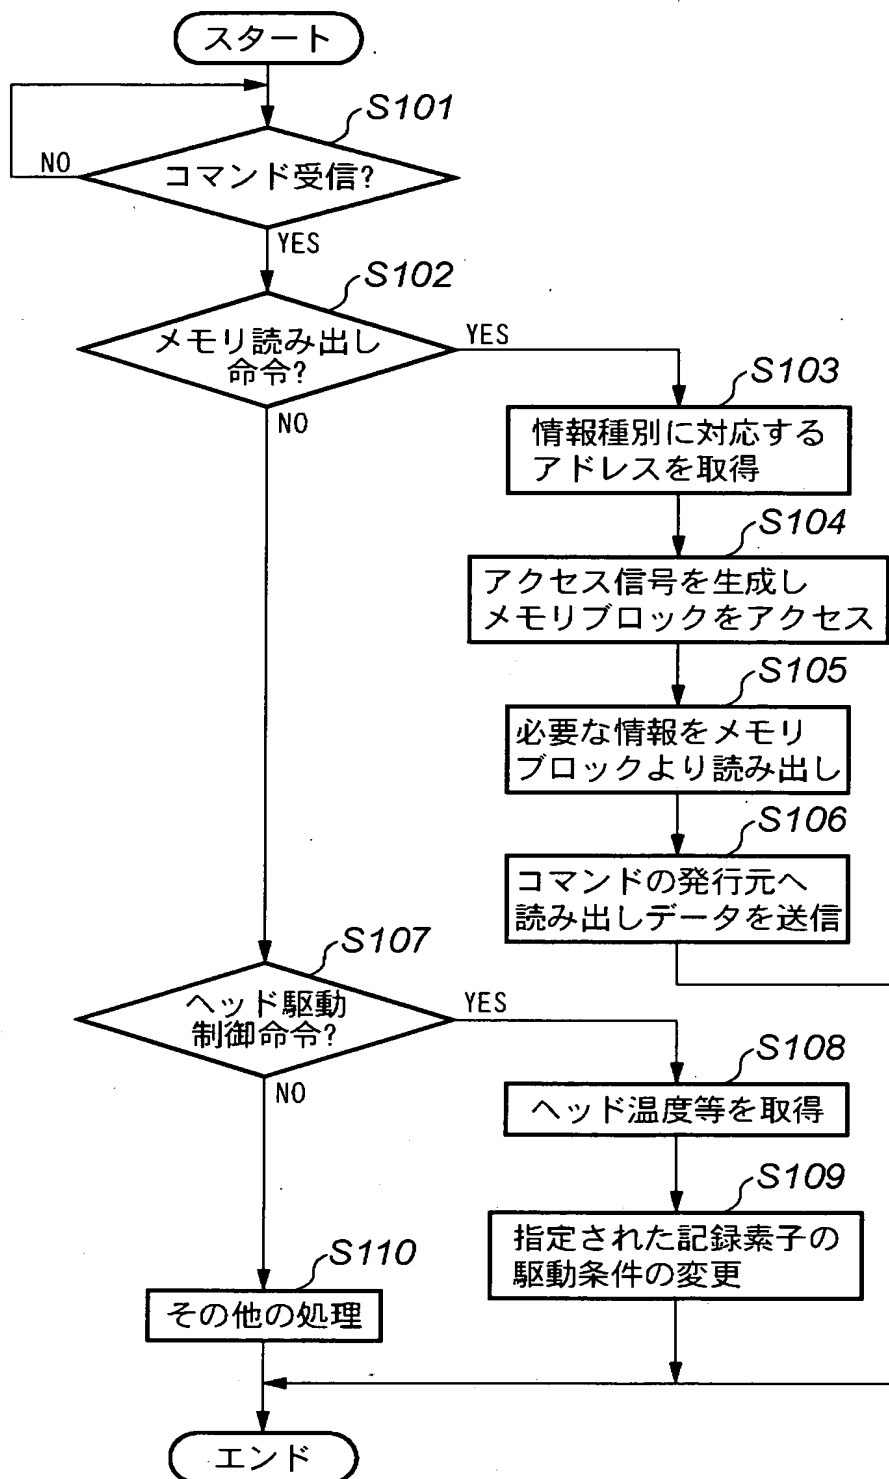 スタート
S101
コマンド受信?
NO
YES
S102
メモリ読み出し
命令?
YES
NO
S103
情報種別に対応する
アドレスを取得
S104
アクセス信号を生成し
メモリブロックをアクセス
S105
必要な情報をメモリ
ブロックより読み出し
S106
コマンドの発行元へ
読み出しデータを送信
S107
ヘッド駆動
制御命令?
YES
NO
S108
ヘッド温度等を取得
S109
指定された記録素子の
駆動条件の変更
S110
その他の処理
エンド